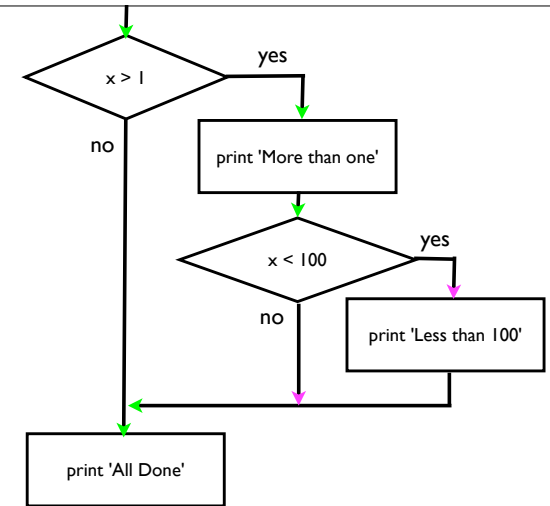 yes
x > 1
no
print 'More than one'
yes
x < 100
no
print 'Less than 100'
print 'All Done'